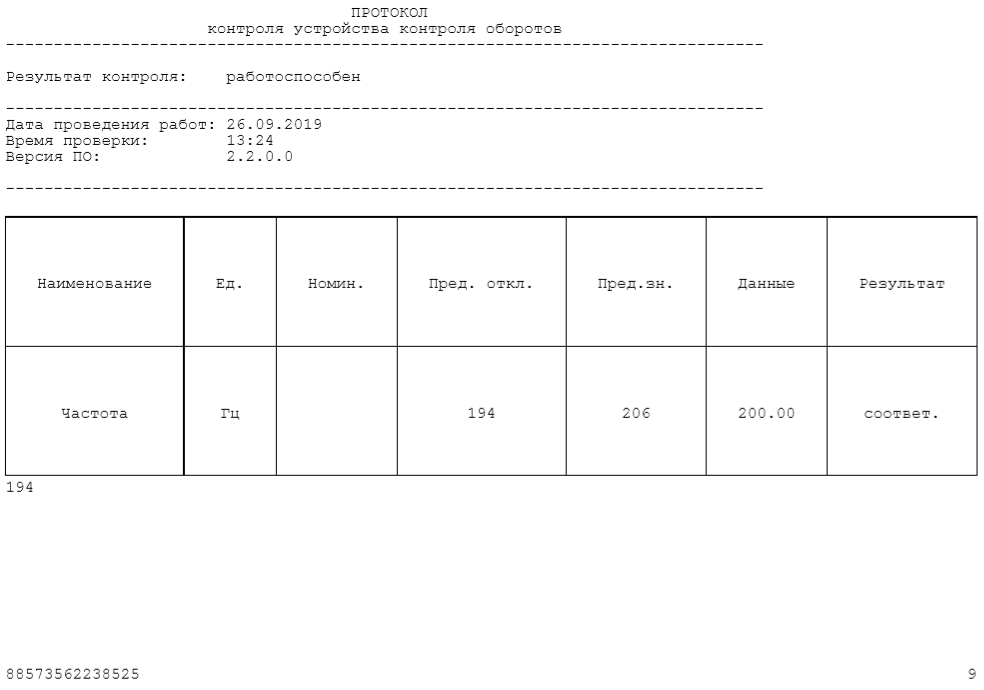 ПРОТОКОЛ
контроля устройства контроля оборотов
-------------------------------------------------------------------------------
Результат контроля: работоспособен
-------------------------------------------------------------------------------
Дата проведения работ: 26.09.2019
Время проверки: 13:24
Версия ПО: 2.2.0.0
-------------------------------------------------------------------------------
Наименование Ед. Номин. Пред. откл. Пред.зн. Данные Результат
Частота Гц 194 206 200.00 соответ.
194
88573562238525 9